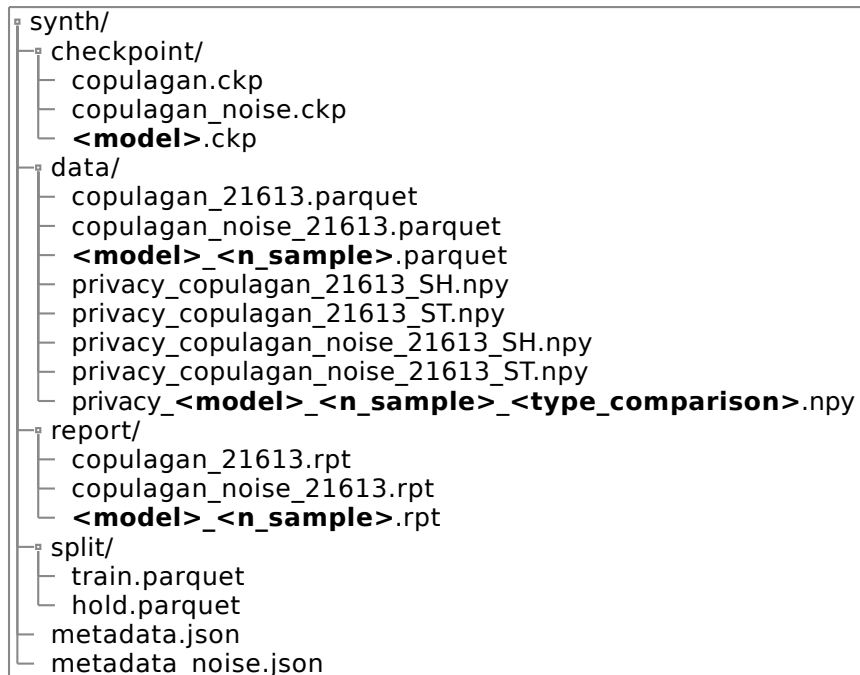 synth/
checkpoint/
copulagan.ckp
copulagan_noise.ckp
<model>.ckp
data/
copulagan_21613.parquet
copulagan_noise_21613.parquet
<model>_<n_sample>.parquet
privacy_copulagan_21613_SH.npy
privacy_copulagan_21613_ST.npy
privacy_copulagan_noise_21613_SH.npy
privacy_copulagan_noise_21613_ST.npy
privacy_<model>_<n_sample>_<type_comparison>.npy
report/
copulagan_21613.rpt
copulagan_noise_21613.rpt
<model>_<n_sample>.rpt
split/
train.parquet
hold.parquet
metadata.json
metadata_noise.json